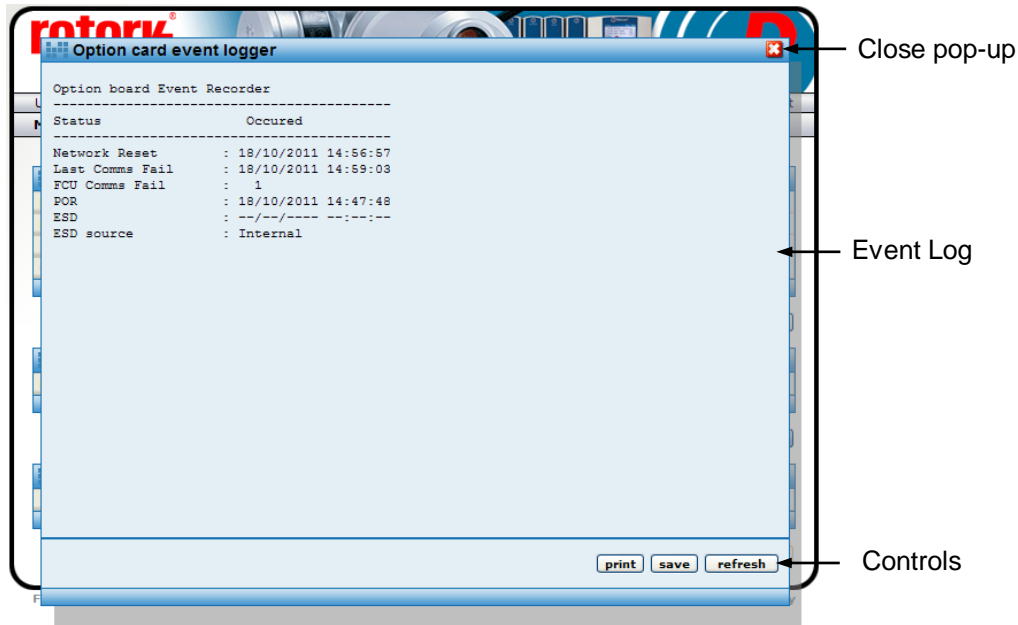 rotork®
Option card event logger
Close pop-up
Option board Event Recorder
-------------------------------------------
Status Occured
-------------------------------------------
Network Reset : 18/10/2011 14:56:57
Last Comms Fail : 18/10/2011 14:59:03
FCU Comms Fail : 1
POR : 18/10/2011 14:47:48
ESD : --/--/---- --:--:--
ESD source : Internal
Event Log
print save refresh
Controls